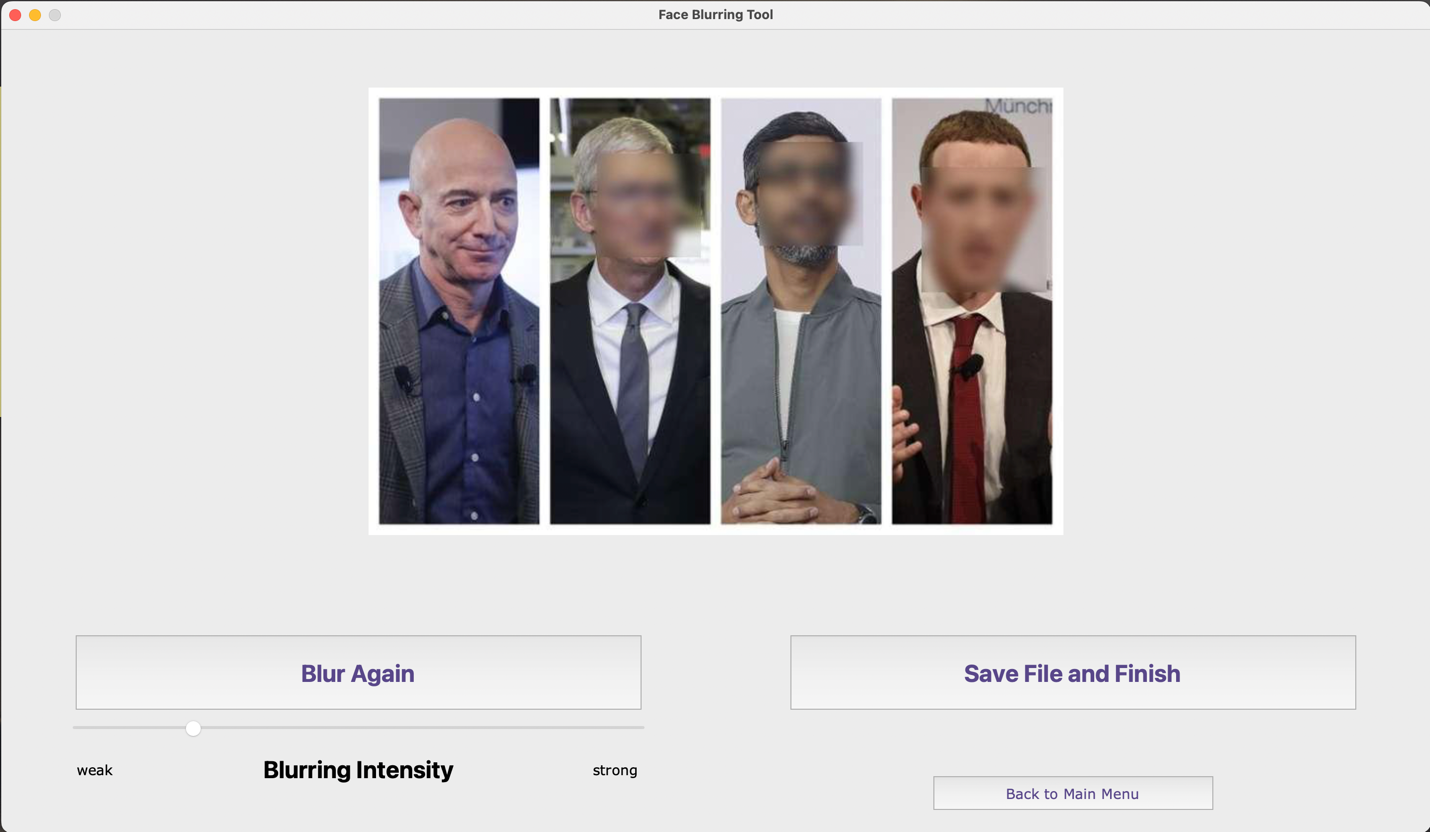 Face Blurring Tool
Münch
Blur Again
Save File and Finish
weak
Blurring Intensity
strong
Back to Main Menu